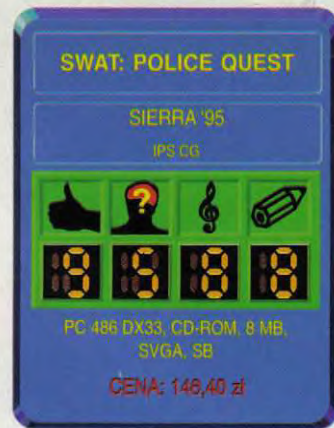 SWAT: POLICE QUEST
SIERRA '95
IPS CG
?
9 8 8
PC 486 DX33, CD-ROM, 8 MB,
SVGA, SB
CENA: 146,40 zł